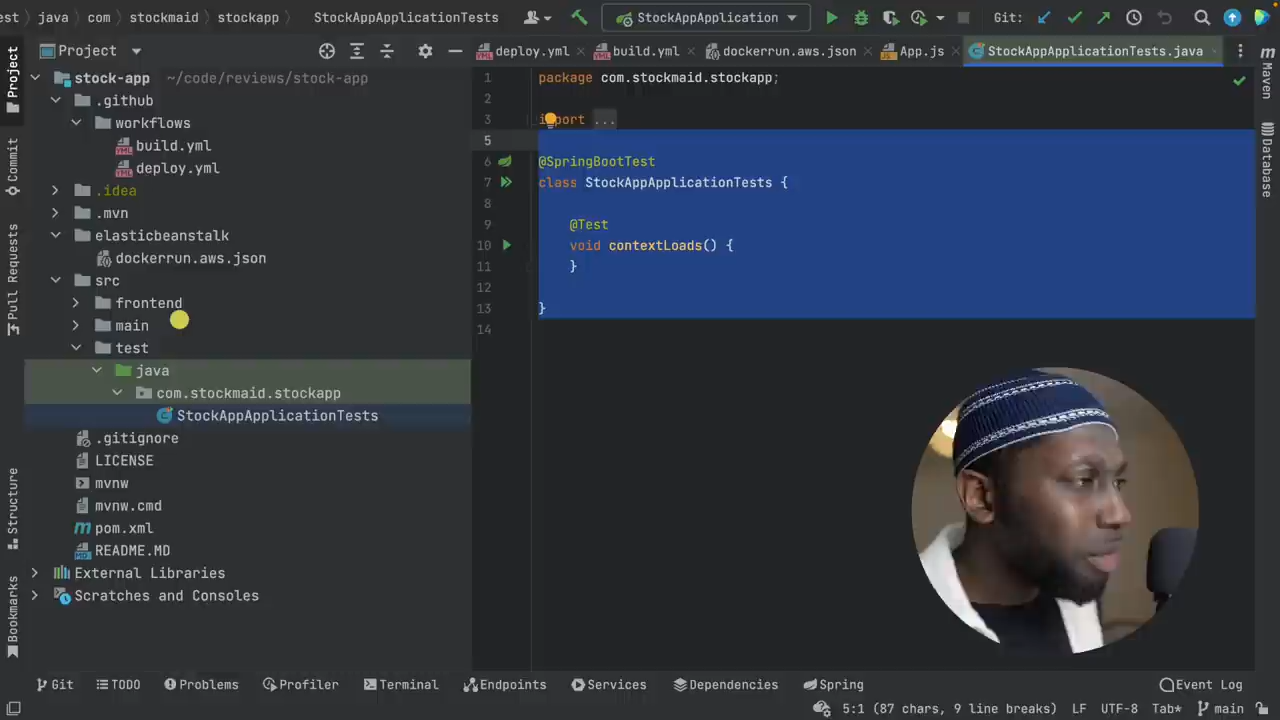 est
java
com
stockmaid
stockapp
StockAppApplicationTests
StockAppApplication
Git:
Project
deploy.yml
build.yml
dockerrun.aws.json
App.js
StockAppApplicationTests.java
Project
Commit
Pull Requests
Structure
Bookmarks
stock-app ~/code/reviews/stock-app
.github
workflows
build.yml
deploy.yml
.idea
.mvn
elasticbeanstalk
dockerrun.aws.json
src
frontend
main
test
java
com.stockmaid.stockapp
StockAppApplicationTests
.gitignore
LICENSE
mvnw
mvnw.cmd
pom.xml
README.MD
External Libraries
Scratches and Consoles
1 package com.stockmaid.stockapp;
2
3 import ...
5
6 @SpringBootTest
7 class StockAppApplicationTests {
8
9 @Test
10 void contextLoads() {
11 }
12
13 }
14
Maven
Database
Git
TODO
Problems
Profiler
Terminal
Endpoints
Services
Dependencies
Spring
Event Log
5:1 (87 chars, 9 line breaks)
LF
UTF-8
Tab*
main